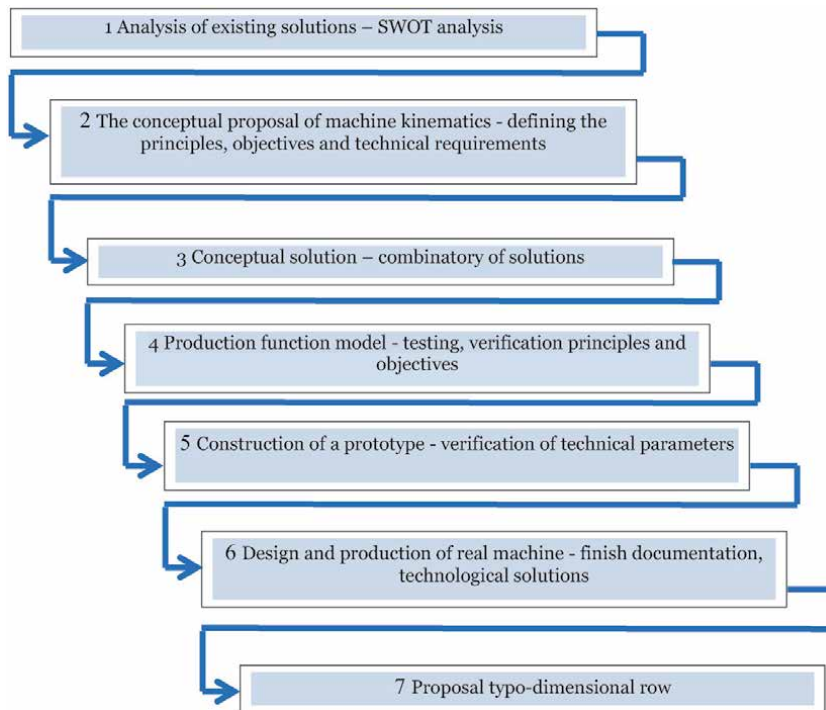 1 Analysis of existing solutions – SWOT analysis
2 The conceptual proposal of machine kinematics - defining the
principles, objectives and technical requirements
3 Conceptual solution – combinatory of solutions
4 Production function model - testing, verification principles and
objectives
5 Construction of a prototype - verification of technical parameters
6 Design and production of real machine - finish documentation,
technological solutions
7 Proposal typo-dimensional row